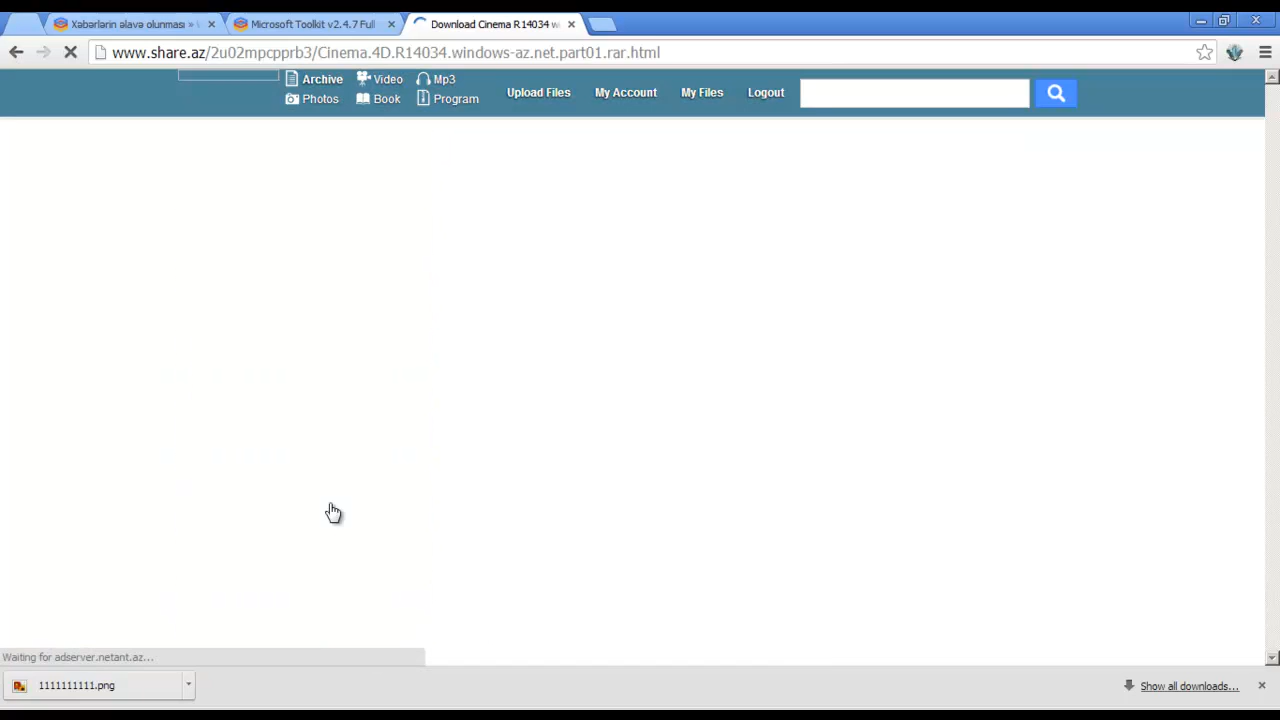 Xəbərlərin əlavə olunması »
Microsoft Toolkit v2.4.7 Full
Download Cinema R14034 w
www.share.az/2u02mpcpprb3/Cinema.4D.R14034.windows-az.net.part01.rar.html
Archive Video Mp3
Photos Book Program
Upload Files My Account My Files Logout
Waiting for adserver.netant.az...
1111111111.png
Show all downloads...